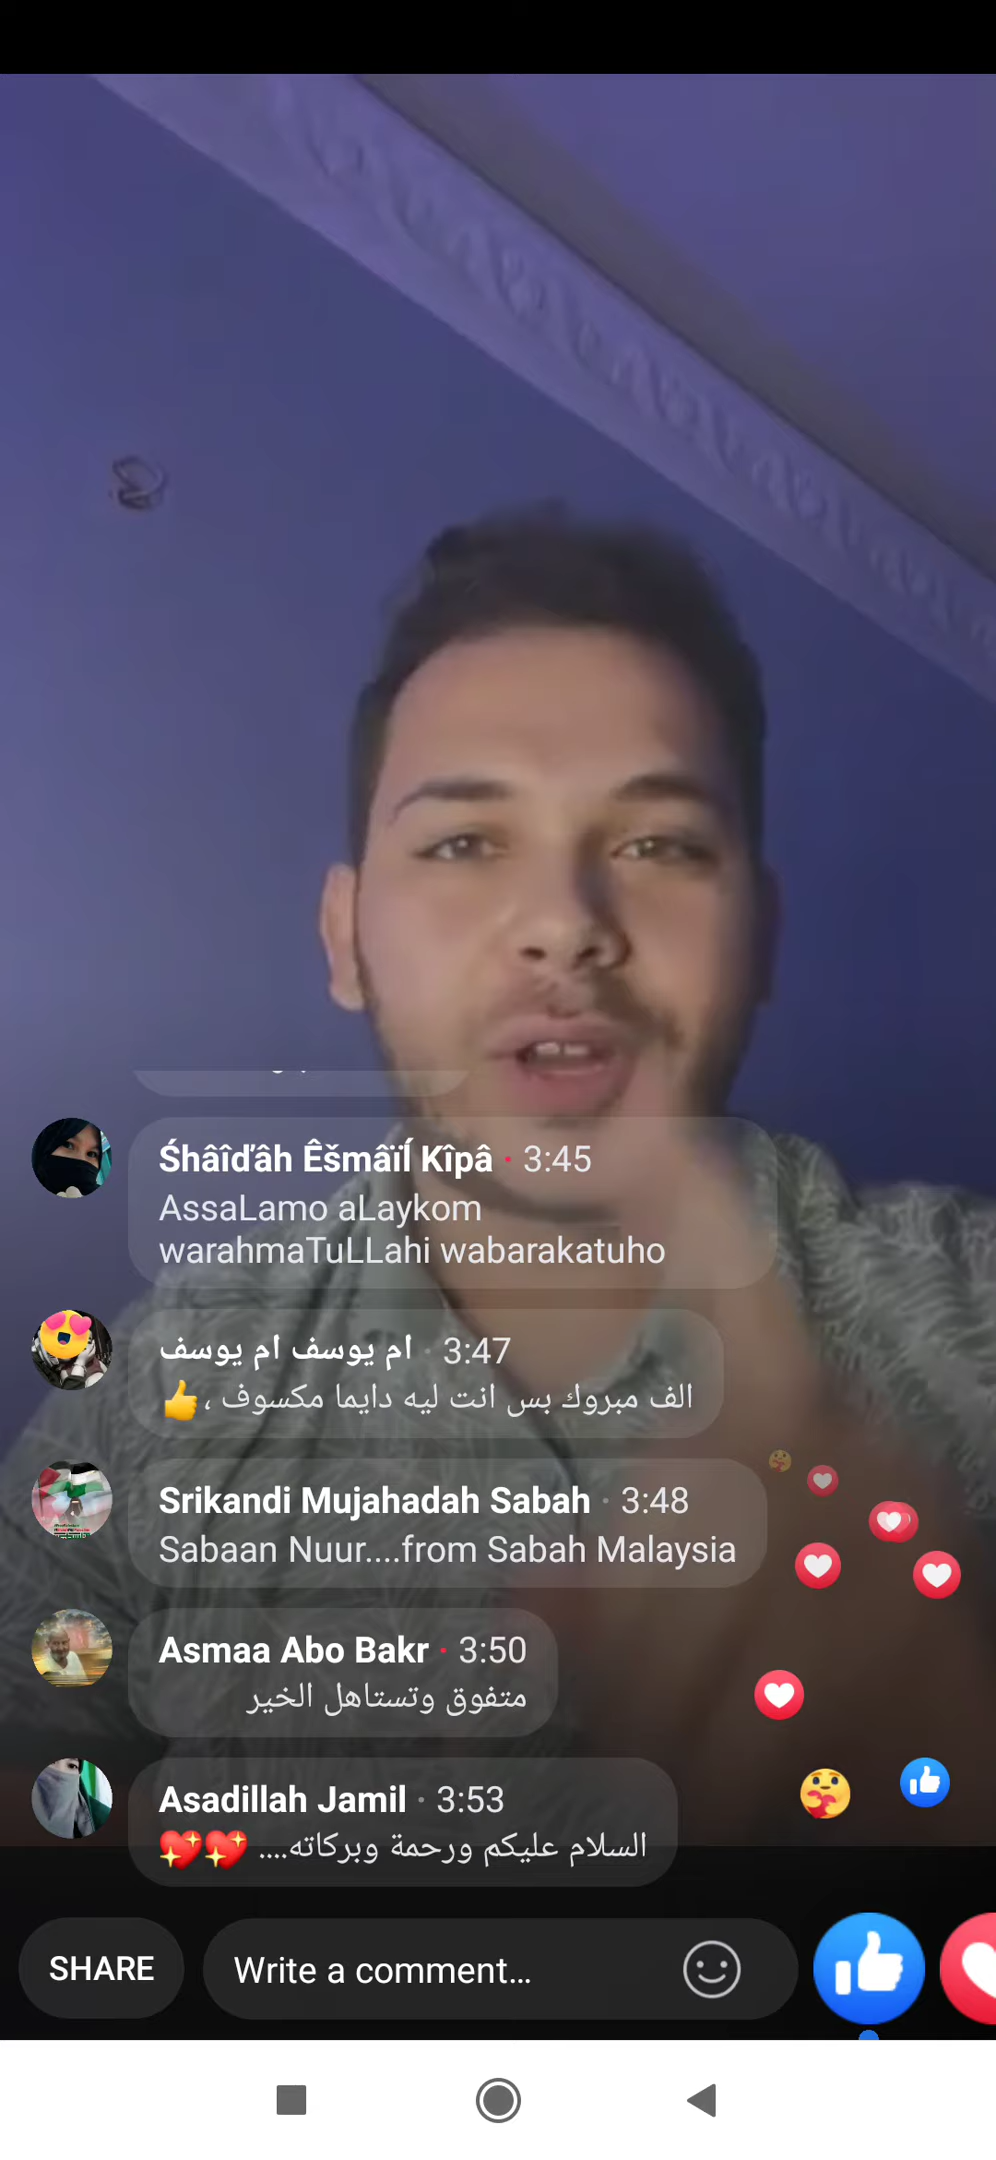 Śhâîďâh Êšmâïĺ Kîpâ · 3:45
AssaLamo aLaykom
warahmaTuLLahi wabarakatuho
ام يوسف ام يوسف · 3:47
الف مبروك بس انت ليه دايما مكسوف ، 👍
Srikandi Mujahadah Sabah · 3:48
Sabaan Nuur....from Sabah Malaysia
Asmaa Abo Bakr · 3:50
متفوق وتستاهل الخير
Asadillah Jamil · 3:53
السلام عليكم ورحمة وبركاته.... 💖💖
SHARE
Write a comment...